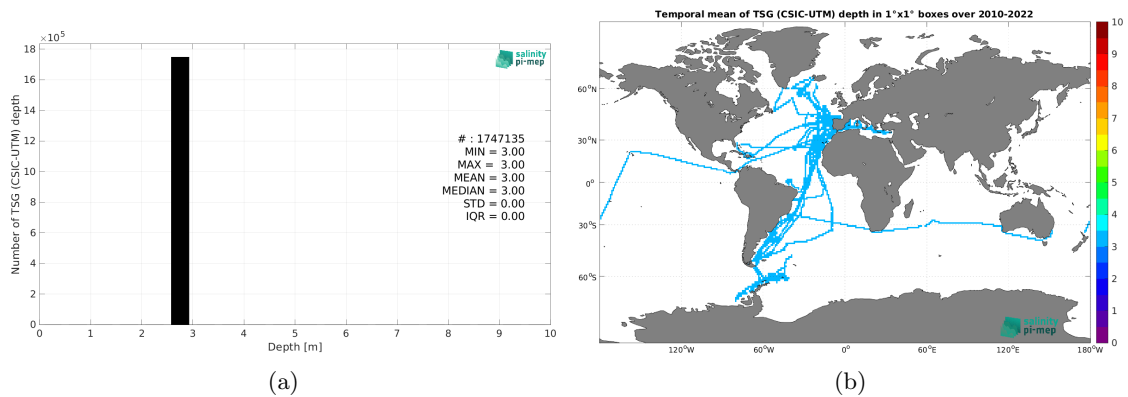 ×10⁵
18
16
14
12
10
8
6
4
2
0
Number of TSG (CSIC-UTM) depth
salinity
pi-mep
# : 1747135
MIN = 3.00
MAX = 3.00
MEAN = 3.00
MEDIAN = 3.00
STD = 0.00
IQR = 0.00
0 1 2 3 4 5 6 7 8 9 10
Depth [m]
(a)
Temporal mean of TSG (CSIC-UTM) depth in 1°x1° boxes over 2010-2022
60°N
30°N
0°
30°S
60°S
120°W 60°W 0° 60°E 120°E 180°W
salinity
pi-mep
10
9
8
7
6
5
4
3
2
1
0
(b)